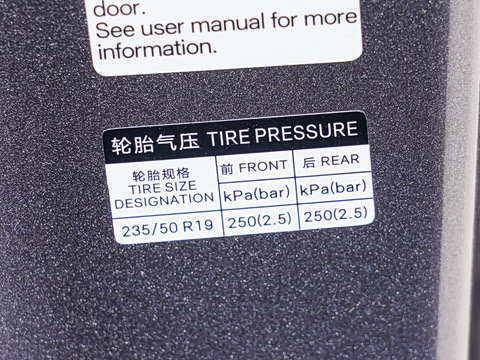 door.
See user manual for more
information.
轮胎气压 TIRE PRESSURE
轮胎规格
TIRE SIZE
DESIGNATION
前 FRONT
后 REAR
kPa(bar)
kPa(bar)
235/50 R19
250(2.5)
250(2.5)